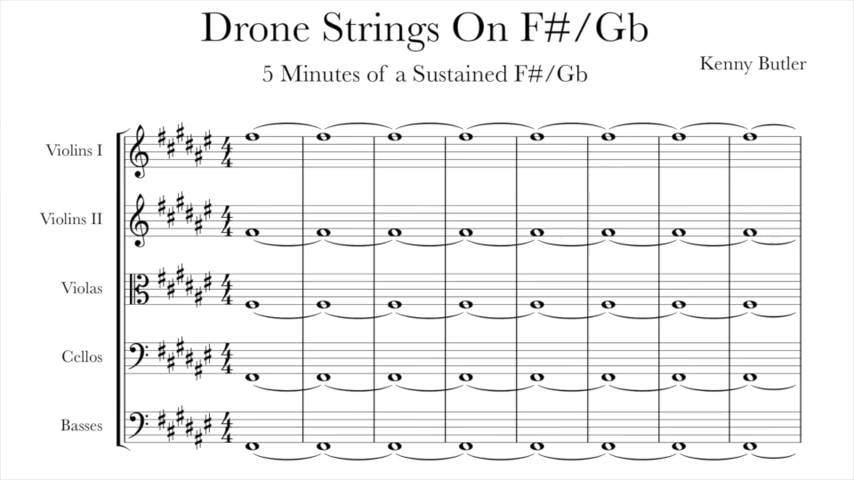 Drone Strings On F#/Gb
5 Minutes of a Sustained F#/Gb
Kenny Butler
Violins I
Violins II
Violas
Cellos
Basses